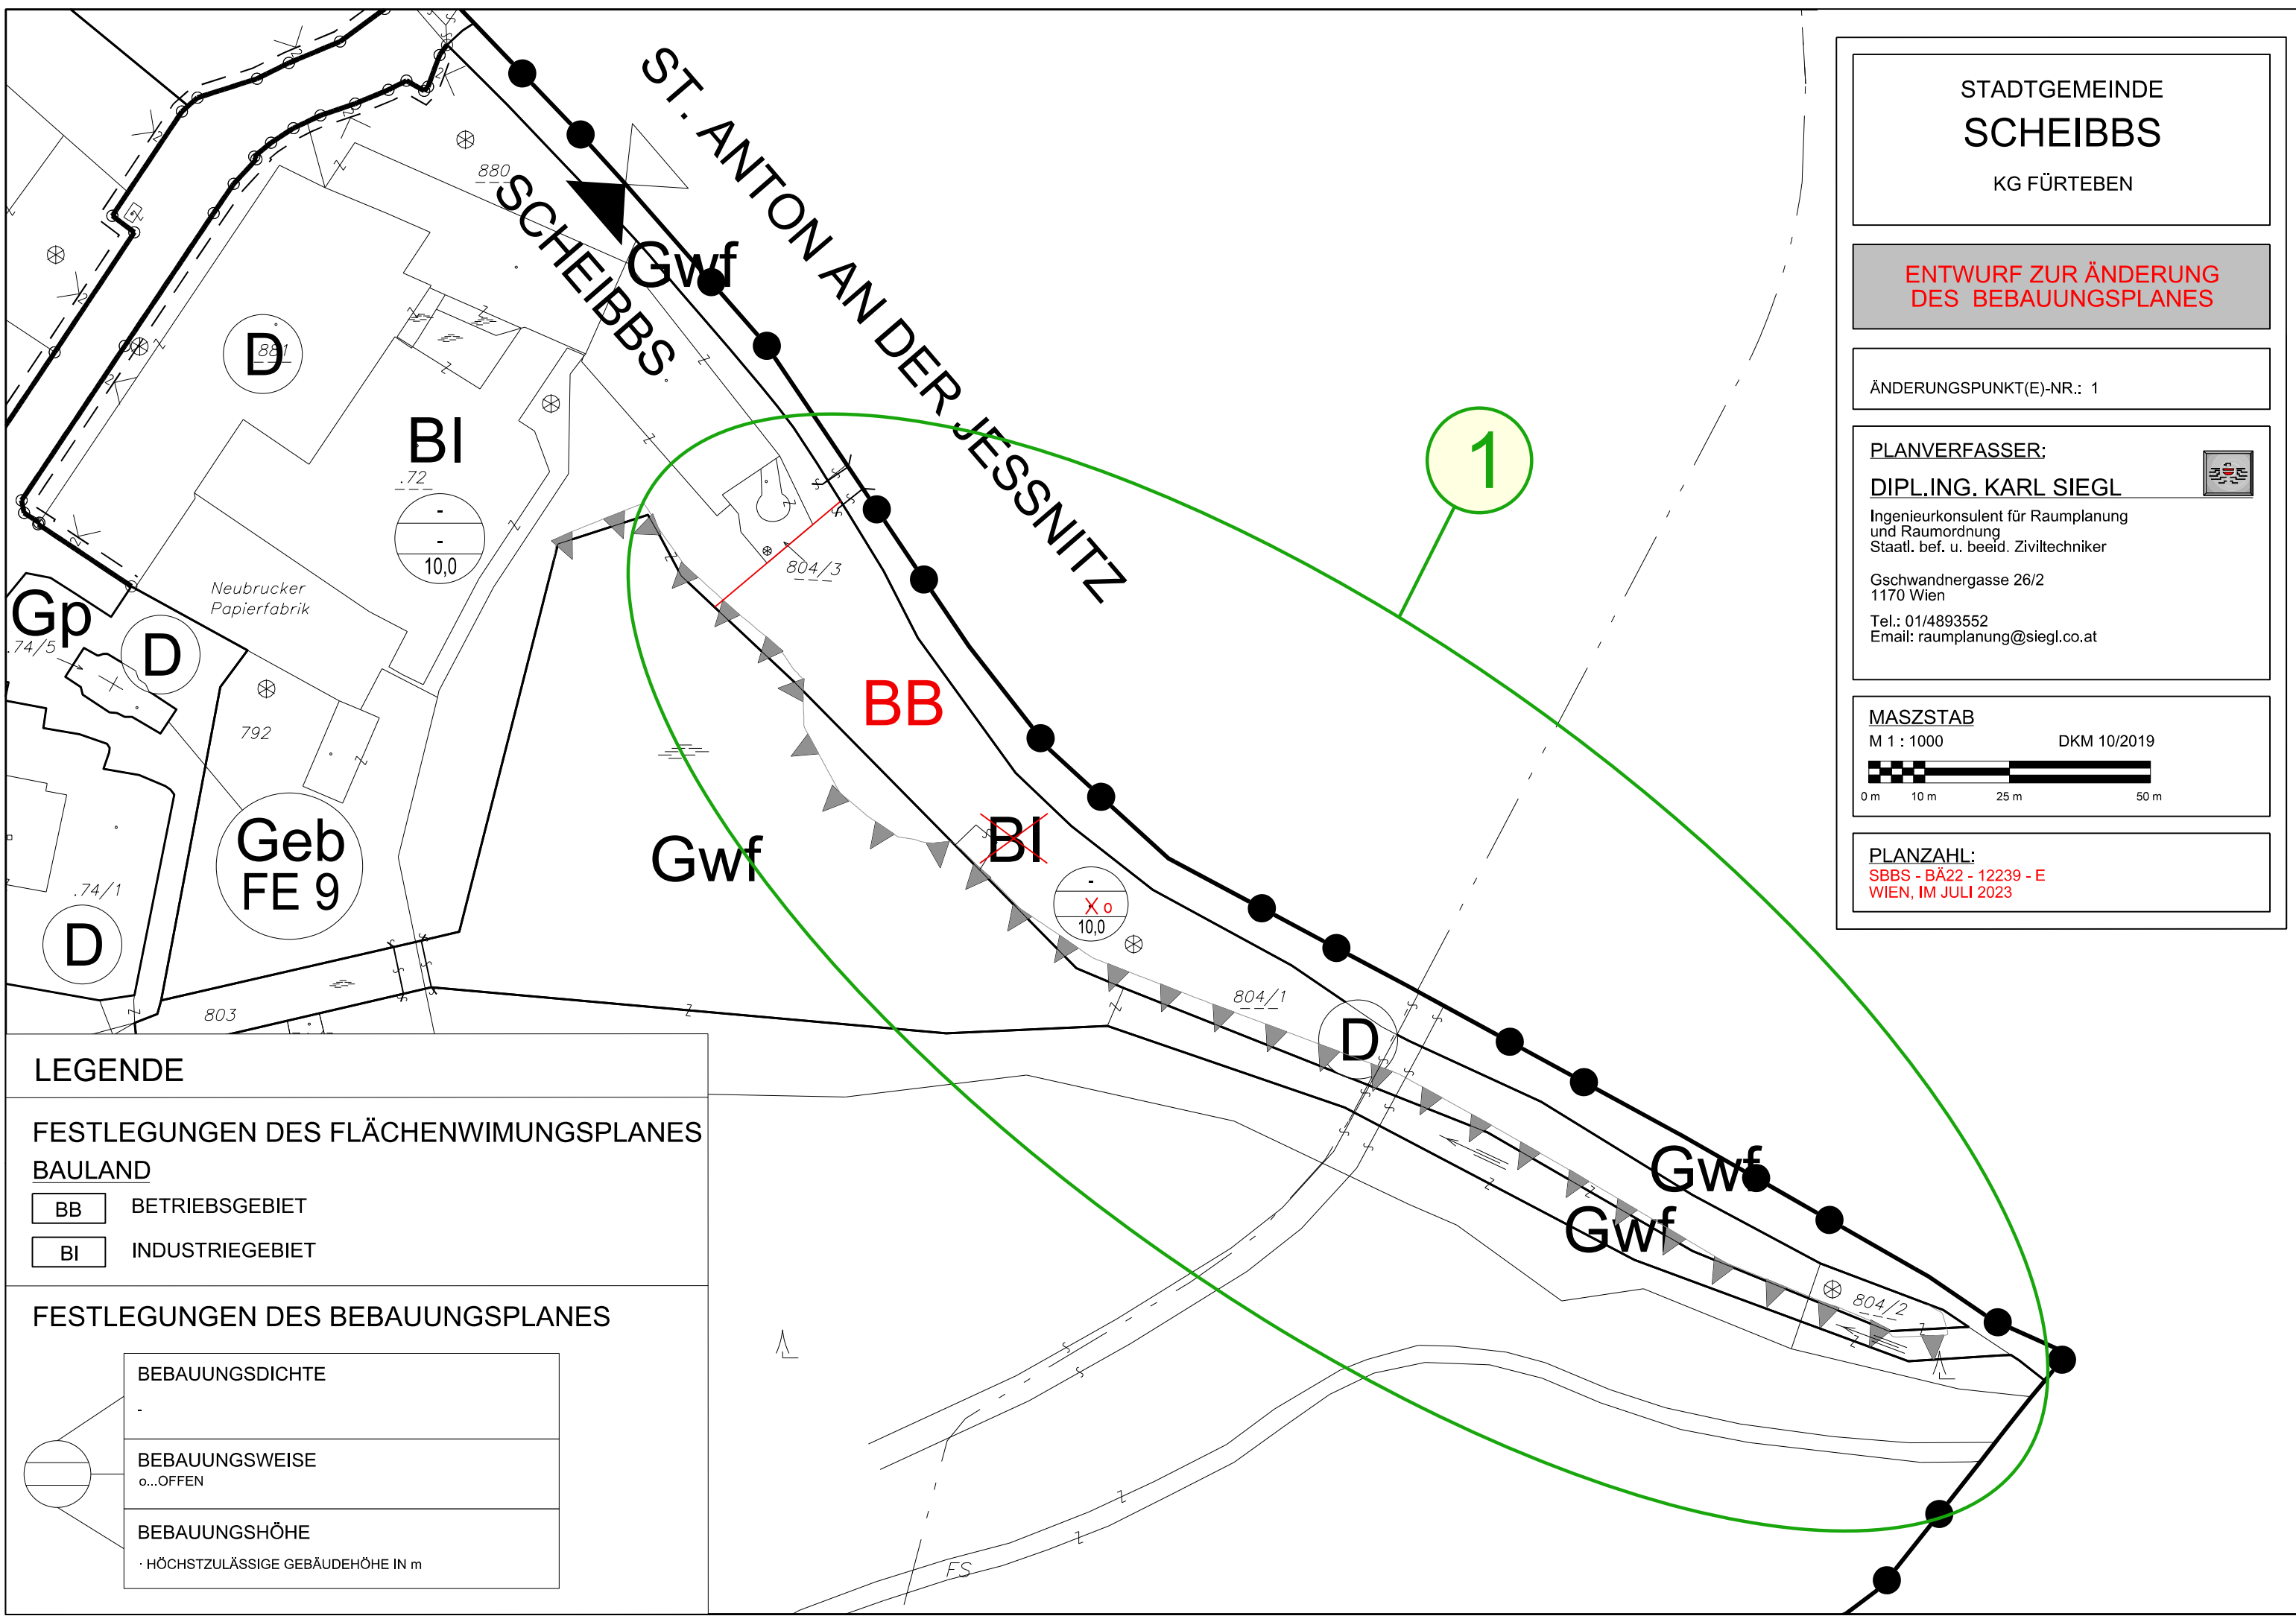 ST. ANTON AN DER JESSNITZ
SCHEIBBS
Gwf
880
D
881
BI
.72
-
-
10,0
Neubrucker
Papierfabrik
Gp
.74/5
D
792
Geb
FE 9
.74/1
D
803
804/3
BB
Gwf
BI
-
- o
10,0
804/1
D
Gwf
Gwf
804/2
FS
1
STADTGEMEINDE
SCHEIBBS
KG FÜRTEBEN
ENTWURF ZUR ÄNDERUNG
DES BEBAUUNGSPLANES
ÄNDERUNGSPUNKT(E)-NR.: 1
PLANVERFASSER:
DIPL.ING. KARL SIEGL
Ingenieurkonsulent für Raumplanung
und Raumordnung
Staatl. bef. u. beeid. Ziviltechniker
Gschwandnergasse 26/2
1170 Wien
Tel.: 01/4893552
Email: raumplanung@siegl.co.at
MASZSTAB
M 1 : 1000 DKM 10/2019
0 m 10 m 25 m 50 m
PLANZAHL:
SBBS - BÄ22 - 12239 - E
WIEN, IM JULI 2023
LEGENDE
FESTLEGUNGEN DES FLÄCHENWIMUNGSPLANES
BAULAND
BB BETRIEBSGEBIET
BI INDUSTRIEGEBIET
FESTLEGUNGEN DES BEBAUUNGSPLANES
BEBAUUNGSDICHTE
-
BEBAUUNGSWEISE
o...OFFEN
BEBAUUNGSHÖHE
· HÖCHSTZULÄSSIGE GEBÄUDEHÖHE IN m